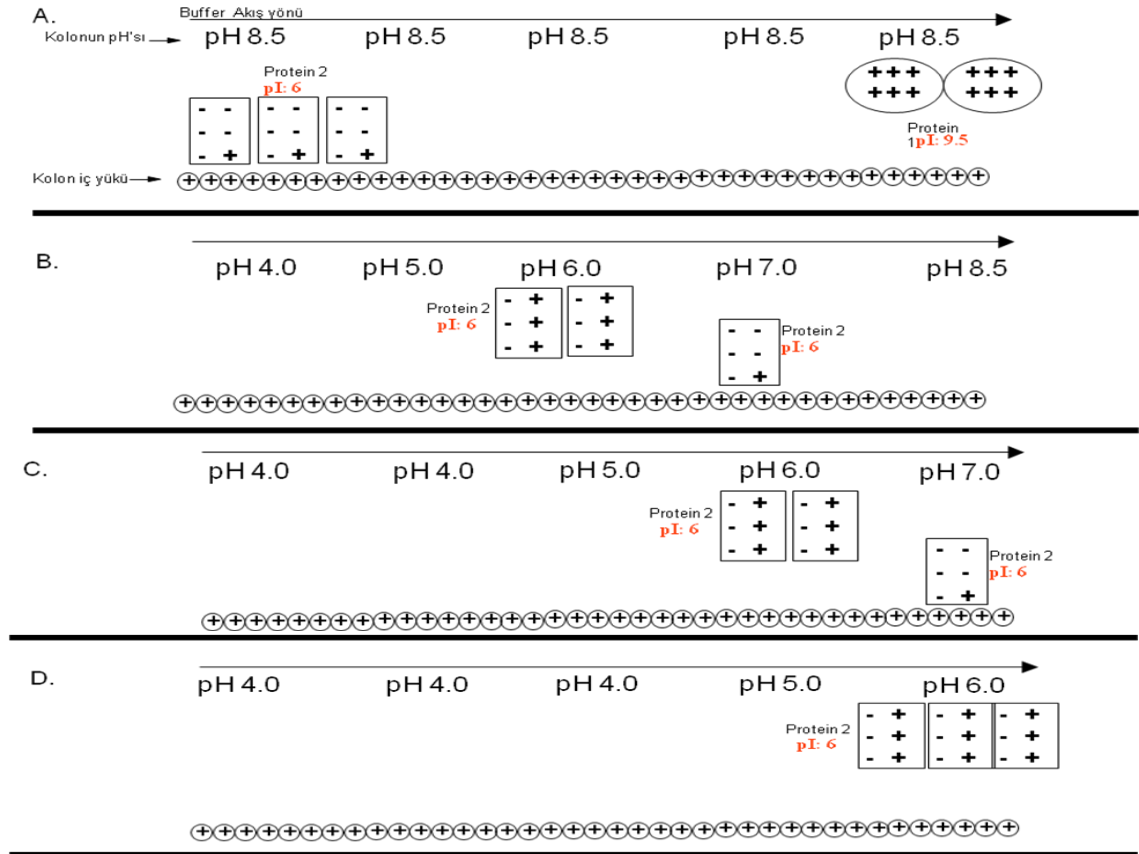 A.
Buffer Akış yönü
Kolonun pH'sı
pH 8.5 pH 8.5 pH 8.5 pH 8.5 pH 8.5
Protein 2
pI: 6
- - - - - - + + + + + +
- - - - - - + + + + + +
- + - + - +
Protein
1pI: 9.5
Kolon iç yükü
+ + + + + + + + + + + + + + + + + + + + + + + + + + + + + + + + + + + + + +
B.
pH 4.0 pH 5.0 pH 6.0 pH 7.0 pH 8.5
Protein 2
pI: 6
- + - +
- + - +
- + - +
Protein 2
pI: 6
- -
- -
- +
+ + + + + + + + + + + + + + + + + + + + + + + + + + + + + + + + + + + + + +
C.
pH 4.0 pH 4.0 pH 5.0 pH 6.0 pH 7.0
Protein 2
pI: 6
- + - +
- + - +
- + - +
Protein 2
pI: 6
- -
- -
- +
+ + + + + + + + + + + + + + + + + + + + + + + + + + + + + + + + + + + + + +
D.
pH 4.0 pH 4.0 pH 4.0 pH 5.0 pH 6.0
Protein 2
pI: 6
- + - + - +
- + - + - +
- + - + - +
+ + + + + + + + + + + + + + + + + + + + + + + + + + + + + + + + + + + + + +